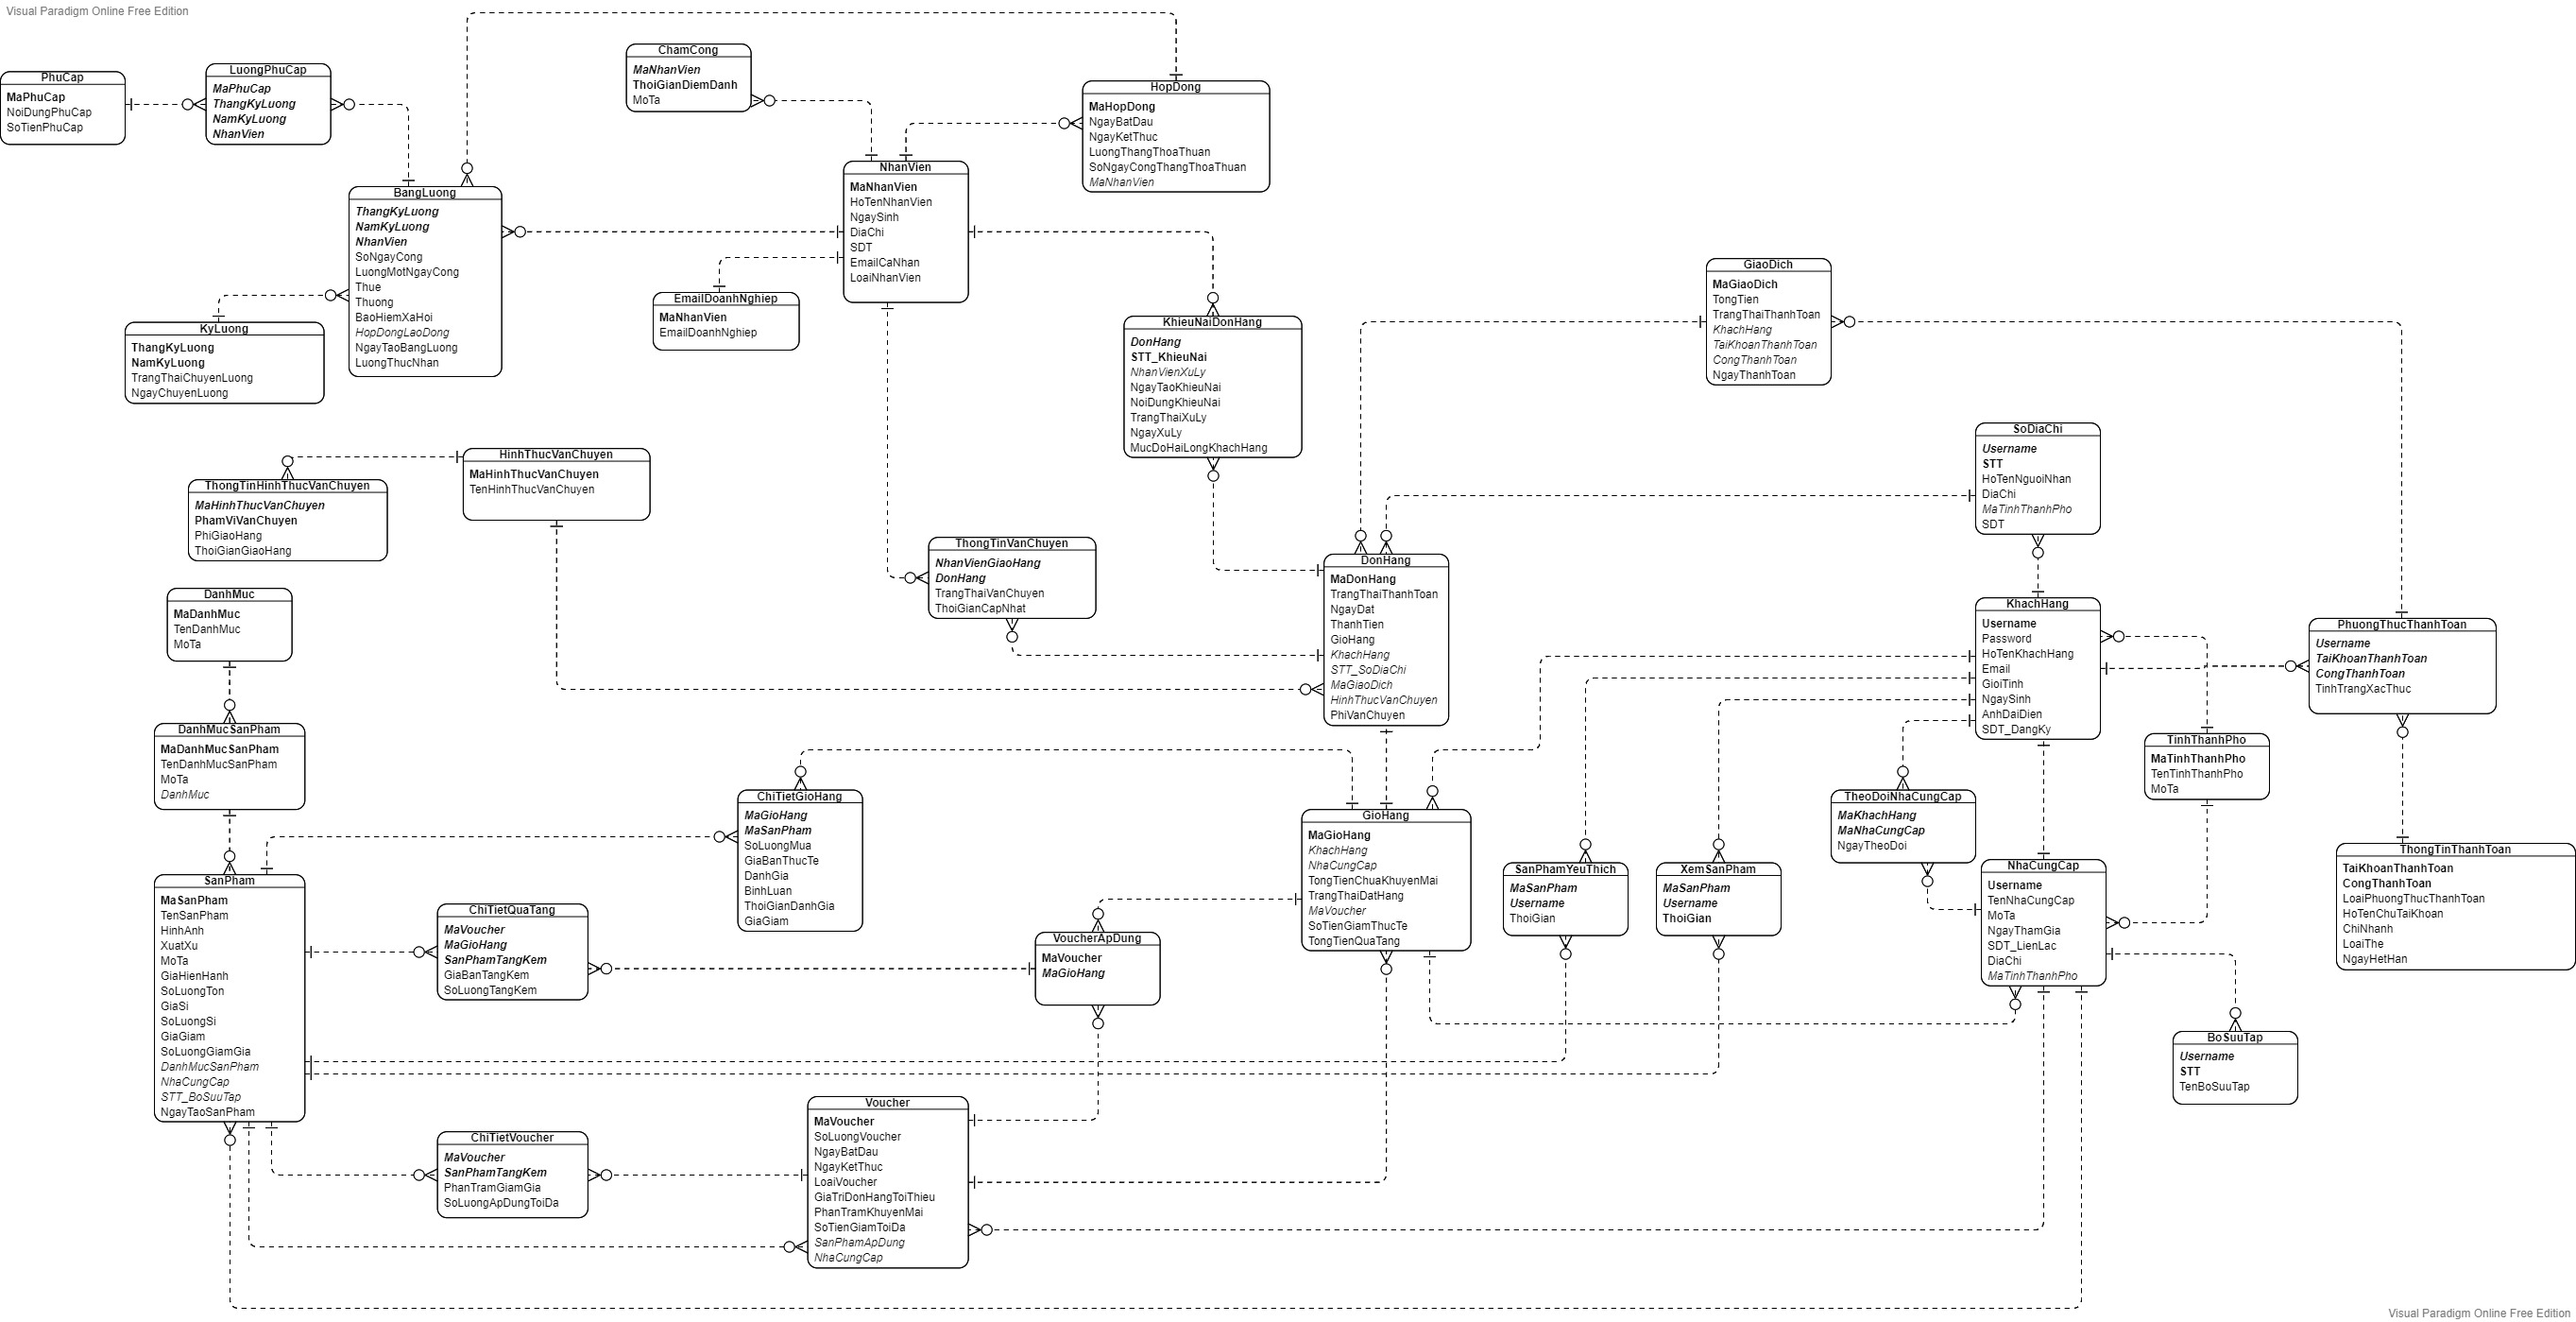 Visual Paradigm Online Free Edition
PhuCap
MaPhuCap
NoiDungPhuCap
SoTienPhuCap
LuongPhuCap
MaPhuCap
ThangKyLuong
NamKyLuong
NhanVien
ChamCong
MaNhanVien
ThoiGianDiemDanh
MoTa
HopDong
MaHopDong
NgayBatDau
NgayKetThuc
LuongThangThoaThuan
SoNgayCongThangThoaThuan
MaNhanVien
BangLuong
ThangKyLuong
NamKyLuong
NhanVien
SoNgayCong
LuongMotNgayCong
Thue
Thuong
BaoHiemXaHoi
HopDongLaoDong
NgayTaoBangLuong
LuongThucNhan
NhanVien
MaNhanVien
HoTenNhanVien
NgaySinh
DiaChi
SDT
EmailCaNhan
LoaiNhanVien
KyLuong
ThangKyLuong
NamKyLuong
TrangThaiChuyenLuong
NgayChuyenLuong
EmailDoanhNghiep
MaNhanVien
EmailDoanhNghiep
KhieuNaiDonHang
DonHang
STT_KhieuNai
NhanVienXuLy
NgayTaoKhieuNai
NoiDungKhieuNai
TrangThaiXuLy
NgayXuLy
MucDoHaiLongKhachHang
GiaoDich
MaGiaoDich
TongTien
TrangThaiThanhToan
KhachHang
TaiKhoanThanhToan
CongThanhToan
NgayThanhToan
SoDiaChi
Username
STT
HoTenNguoiNhan
DiaChi
MaTinhThanhPho
SDT
HinhThucVanChuyen
MaHinhThucVanChuyen
TenHinhThucVanChuyen
ThongTinHinhThucVanChuyen
MaHinhThucVanChuyen
PhamViVanChuyen
PhiGiaoHang
ThoiGianGiaoHang
ThongTinVanChuyen
NhanVienGiaoHang
DonHang
TrangThaiVanChuyen
ThoiGianCapNhat
DonHang
MaDonHang
TrangThaiThanhToan
NgayDat
ThanhTien
GioHang
KhachHang
STT_SoDiaChi
MaGiaoDich
HinhThucVanChuyen
PhiVanChuyen
KhachHang
Username
Password
HoTenKhachHang
Email
GioiTinh
NgaySinh
AnhDaiDien
SDT_DangKy
PhuongThucThanhToan
Username
TaiKhoanThanhToan
CongThanhToan
TinhTrangXacThuc
DanhMuc
MaDanhMuc
TenDanhMuc
MoTa
DanhMucSanPham
MaDanhMucSanPham
TenDanhMucSanPham
MoTa
DanhMuc
TinhThanhPho
MaTinhThanhPho
TenTinhThanhPho
MoTa
ChiTietGioHang
MaGioHang
MaSanPham
SoLuongMua
GiaBanThucTe
DanhGia
BinhLuan
ThoiGianDanhGia
GiaGiam
GioHang
MaGioHang
KhachHang
NhaCungCap
TongTienChuaKhuyenMai
TrangThaiDatHang
MaVoucher
SoTienGiamThucTe
TongTienQuaTang
TheoDoiNhaCungCap
MaKhachHang
MaNhaCungCap
NgayTheoDoi
SanPhamYeuThich
MaSanPham
Username
ThoiGian
XemSanPham
MaSanPham
Username
ThoiGian
NhaCungCap
Username
TenNhaCungCap
MoTa
NgayThamGia
SDT_LienLac
DiaChi
MaTinhThanhPho
ThongTinThanhToan
TaiKhoanThanhToan
CongThanhToan
LoaiPhuongThucThanhToan
HoTenChuTaiKhoan
ChiNhanh
LoaiThe
NgayHetHan
SanPham
MaSanPham
TenSanPham
HinhAnh
XuatXu
MoTa
GiaHienHanh
SoLuongTon
GiaSi
SoLuongSi
GiaGiam
SoLuongGiamGia
DanhMucSanPham
NhaCungCap
STT_BoSuuTap
NgayTaoSanPham
ChiTietQuaTang
MaVoucher
MaGioHang
SanPhamTangKem
GiaBanTangKem
SoLuongTangKem
VoucherApDung
MaVoucher
MaGioHang
BoSuuTap
Username
STT
TenBoSuuTap
ChiTietVoucher
MaVoucher
SanPhamTangKem
PhanTramGiamGia
SoLuongApDungToiDa
Voucher
MaVoucher
SoLuongVoucher
NgayBatDau
NgayKetThuc
LoaiVoucher
GiaTriDonHangToiThieu
PhanTramKhuyenMai
SoTienGiamToiDa
SanPhamApDung
NhaCungCap
Visual Paradigm Online Free Edition